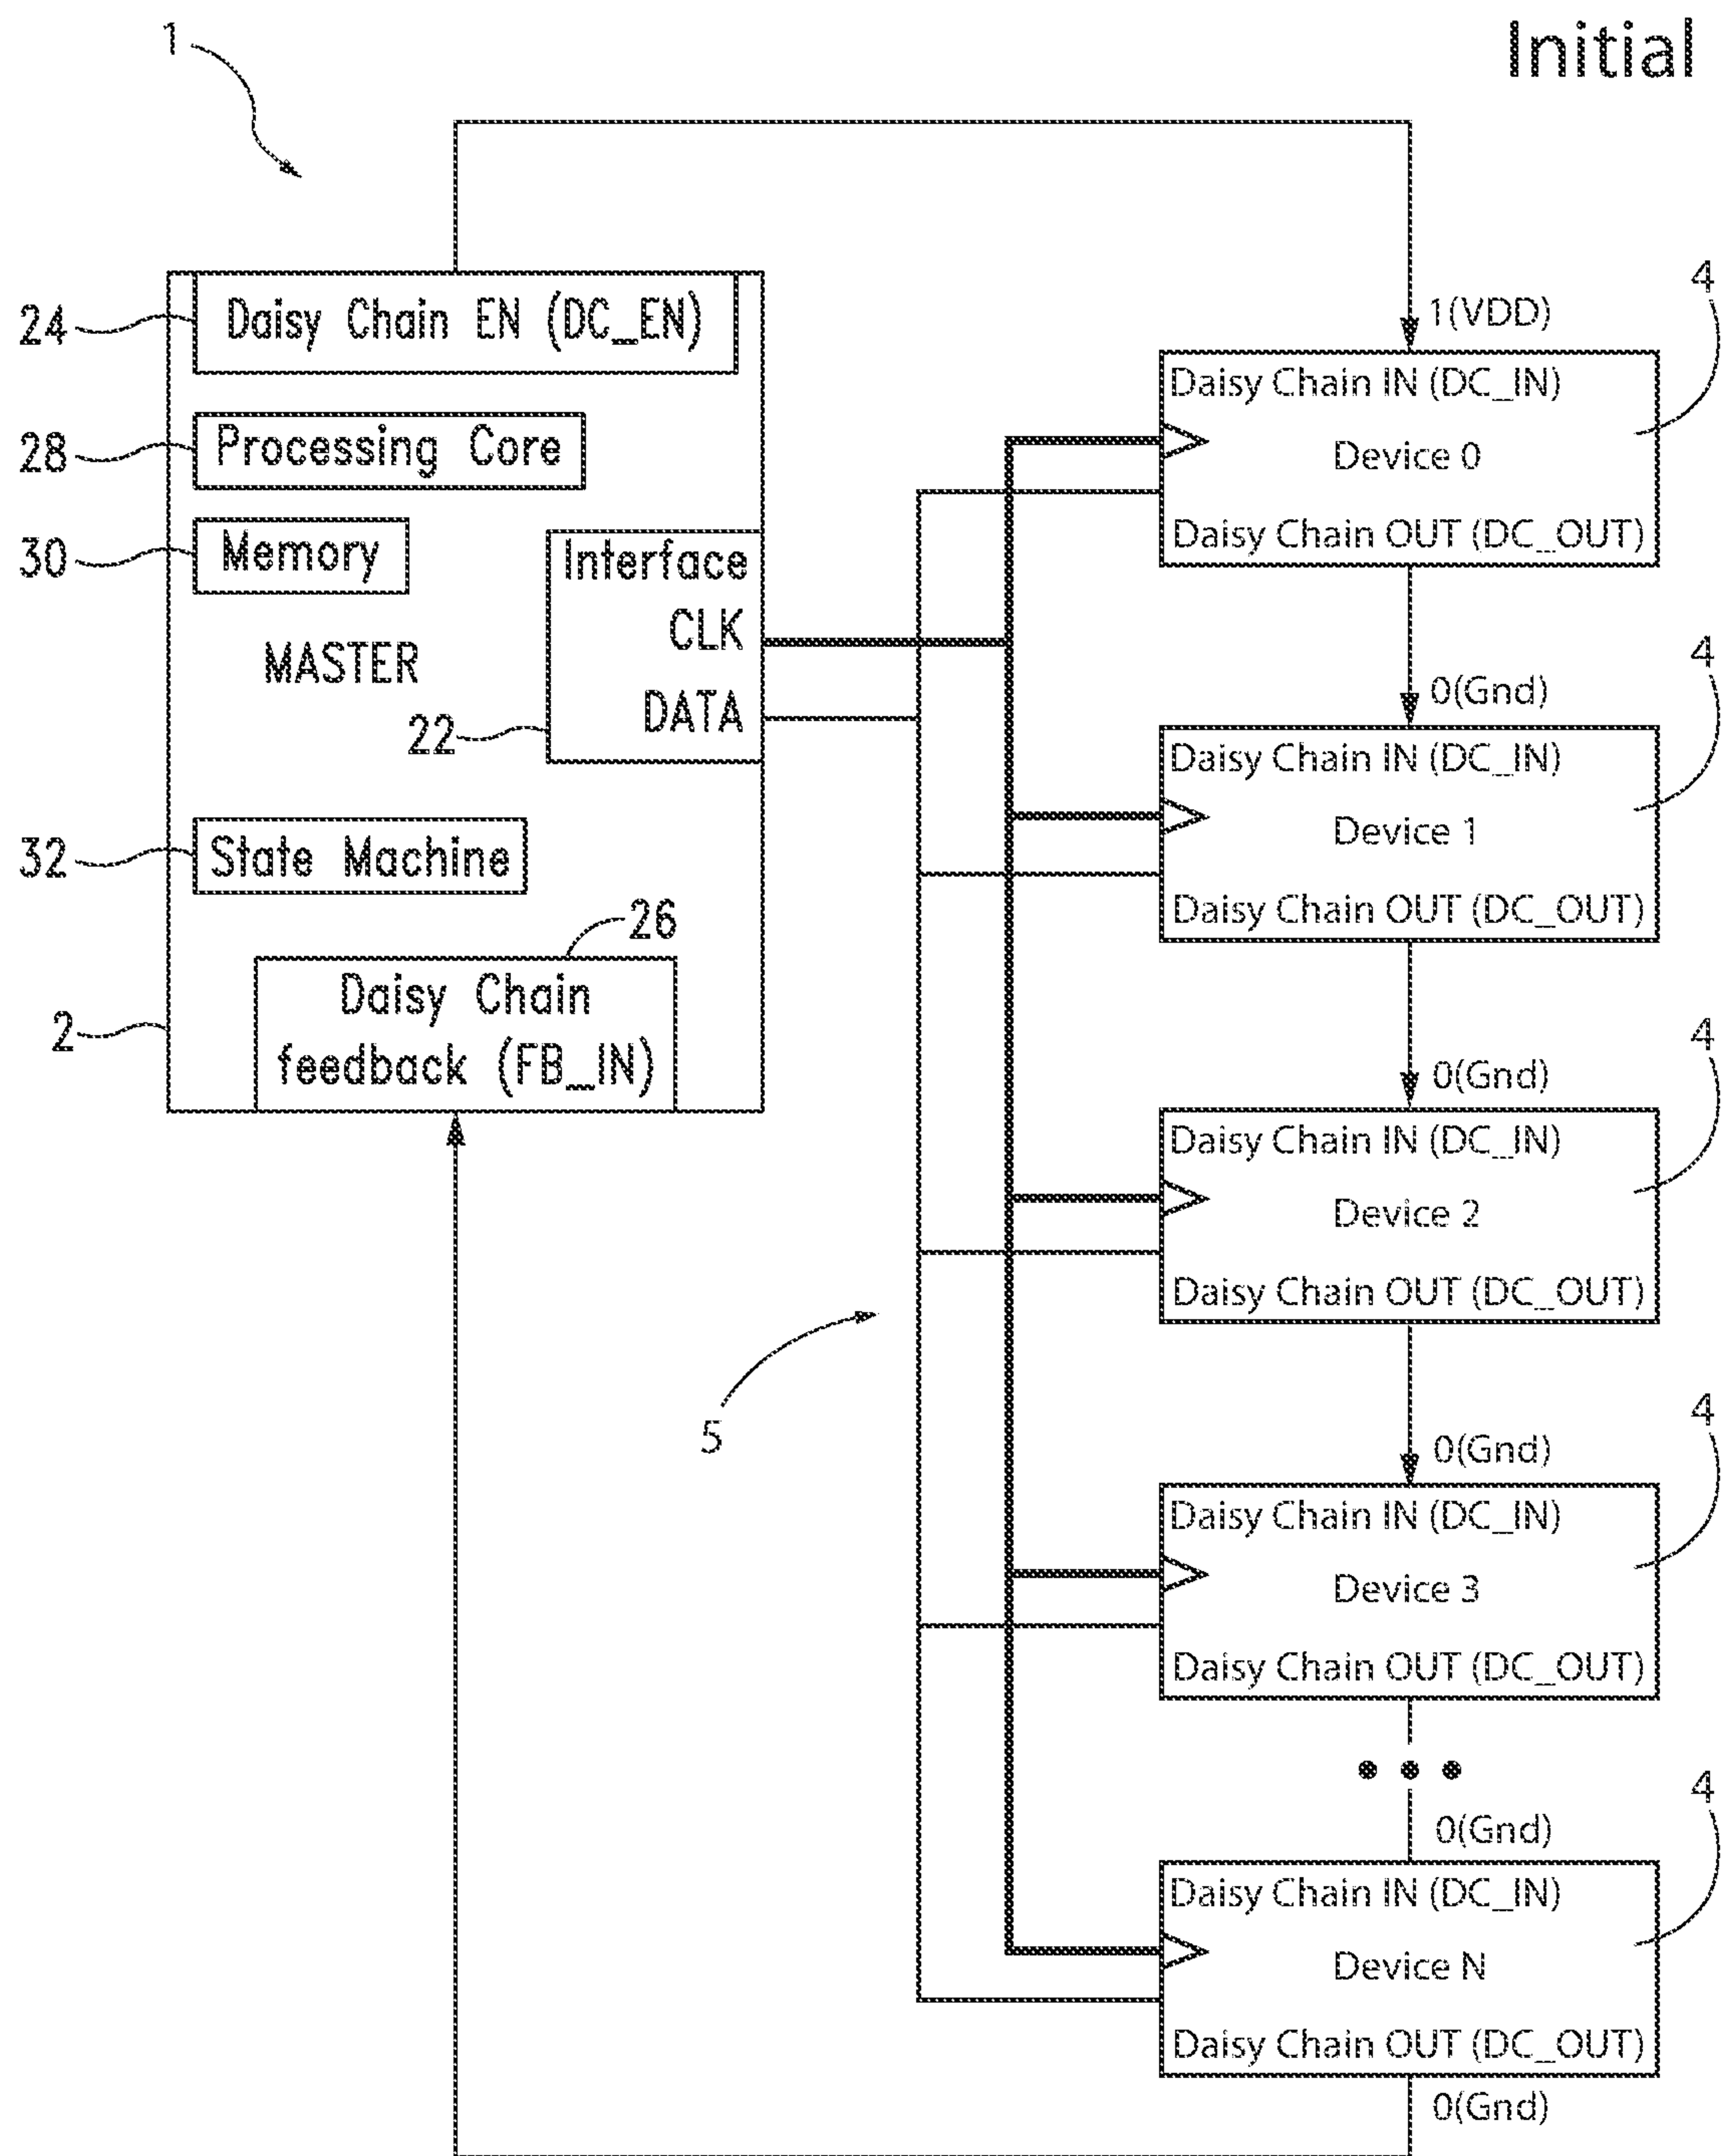 Initial
1
24
Daisy Chain EN (DC_EN)
28
Processing Core
30
Memory
Interface
CLK
DATA
MASTER
22
32
State Machine
26
2
Daisy Chain
feedback (FB_IN)
5
1(VDD)
4
Daisy Chain IN (DC_IN)
Device 0
Daisy Chain OUT (DC_OUT)
0(Gnd)
4
Daisy Chain IN (DC_IN)
Device 1
Daisy Chain OUT (DC_OUT)
0(Gnd)
4
Daisy Chain IN (DC_IN)
Device 2
Daisy Chain OUT (DC_OUT)
0(Gnd)
4
Daisy Chain IN (DC_IN)
Device 3
Daisy Chain OUT (DC_OUT)
0(Gnd)
4
Daisy Chain IN (DC_IN)
Device N
Daisy Chain OUT (DC_OUT)
0(Gnd)